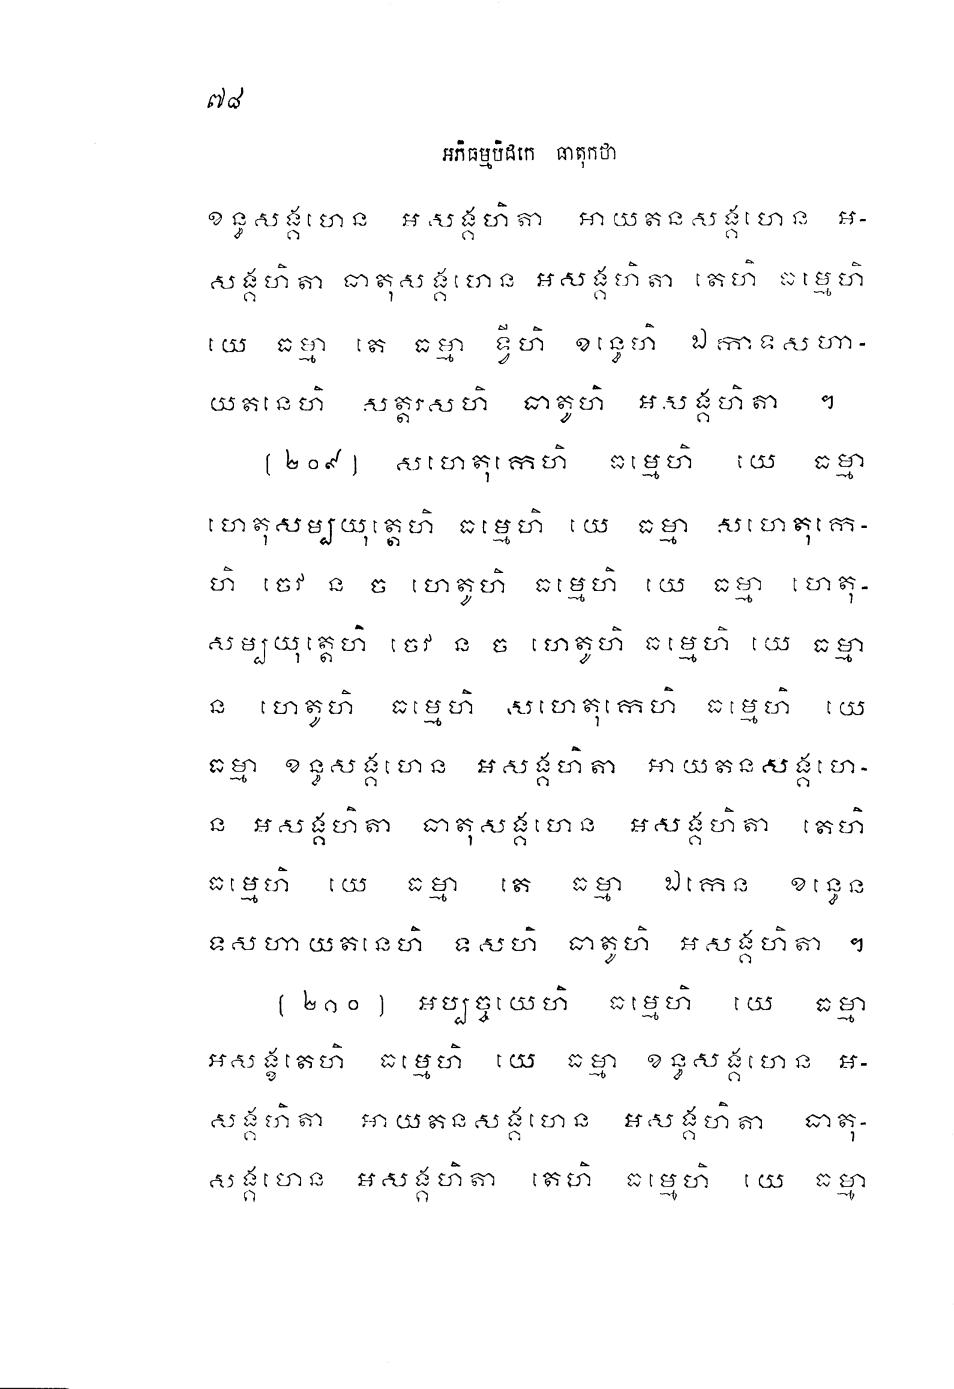 ៧៨
អភិធម្មបិដកេ ធាតុកថា
ខន្ធសង្គហេន អសង្គហិតា អាយតនសង្គហេន អ-
សង្គហិតា ធាតុសង្គហេន អសង្គហិតា តេហិ ធម្មេហិ
យេ ធម្មា តេ ធម្មា ទ្វីហិ ខន្ធេហិ ឯកាទសហា-
យតនេហិ សត្តរសហិ ធាតូហិ អសង្គហិតា ។
(២០៩) សហេតុកេហិ ធម្មេហិ យេ ធម្មា
ហេតុសម្បយុត្តេហិ ធម្មេហិ យេ ធម្មា សហេតុកេ-
ហិ ចេវ ន ច ហេតូហិ ធម្មេហិ យេ ធម្មា ហេតុ-
សម្បយុត្តេហិ ចេវ ន ច ហេតូហិ ធម្មេហិ យេ ធម្មា
ន ហេតូហិ ធម្មេហិ សហេតុកេហិ ធម្មេហិ យេ
ធម្មា ខន្ធសង្គហេន អសង្គហិតា អាយតនសង្គហេ-
ន អសង្គហិតា ធាតុសង្គហេន អសង្គហិតា តេហិ
ធម្មេហិ យេ ធម្មា តេ ធម្មា ឯកេន ខន្ធេន
ទសហាយតនេហិ ទសហិ ធាតូហិ អសង្គហិតា ។
(២១០) អប្បច្ចយេហិ ធម្មេហិ យេ ធម្មា
អសង្ខតេហិ ធម្មេហិ យេ ធម្មា ខន្ធសង្គហេន អ-
សង្គហិតា អាយតនសង្គហេន អសង្គហិតា ធាតុ-
សង្គហេន អសង្គហិតា តេហិ ធម្មេហិ យេ ធម្មា